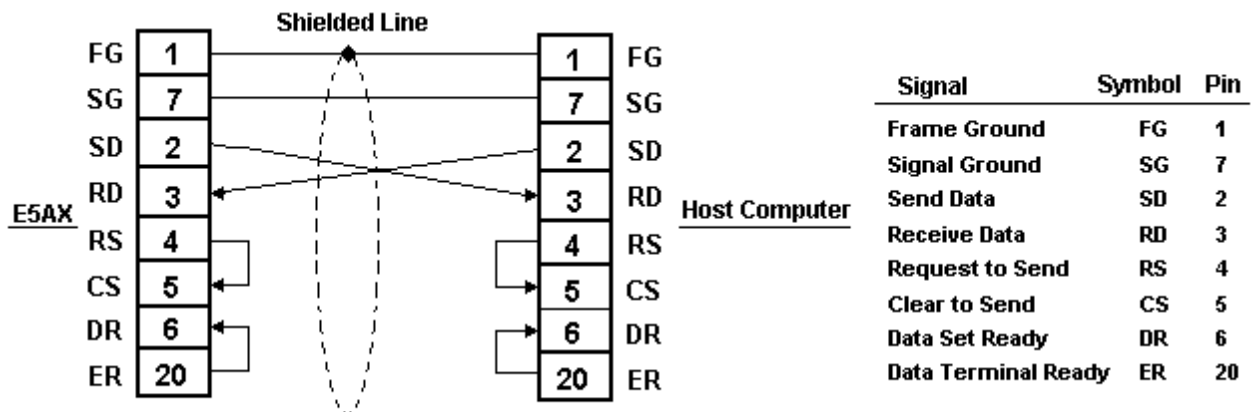 Shielded Line
FG 1 1 FG
SG 7 7 SG
SD 2 2 SD
RD 3 3 RD
E5AX Host Computer
RS 4 4 RS
CS 5 5 CS
DR 6 6 DR
ER 20 20 ER
Signal Symbol Pin
Frame Ground FG 1
Signal Ground SG 7
Send Data SD 2
Receive Data RD 3
Request to Send RS 4
Clear to Send CS 5
Data Set Ready DR 6
Data Terminal Ready ER 20